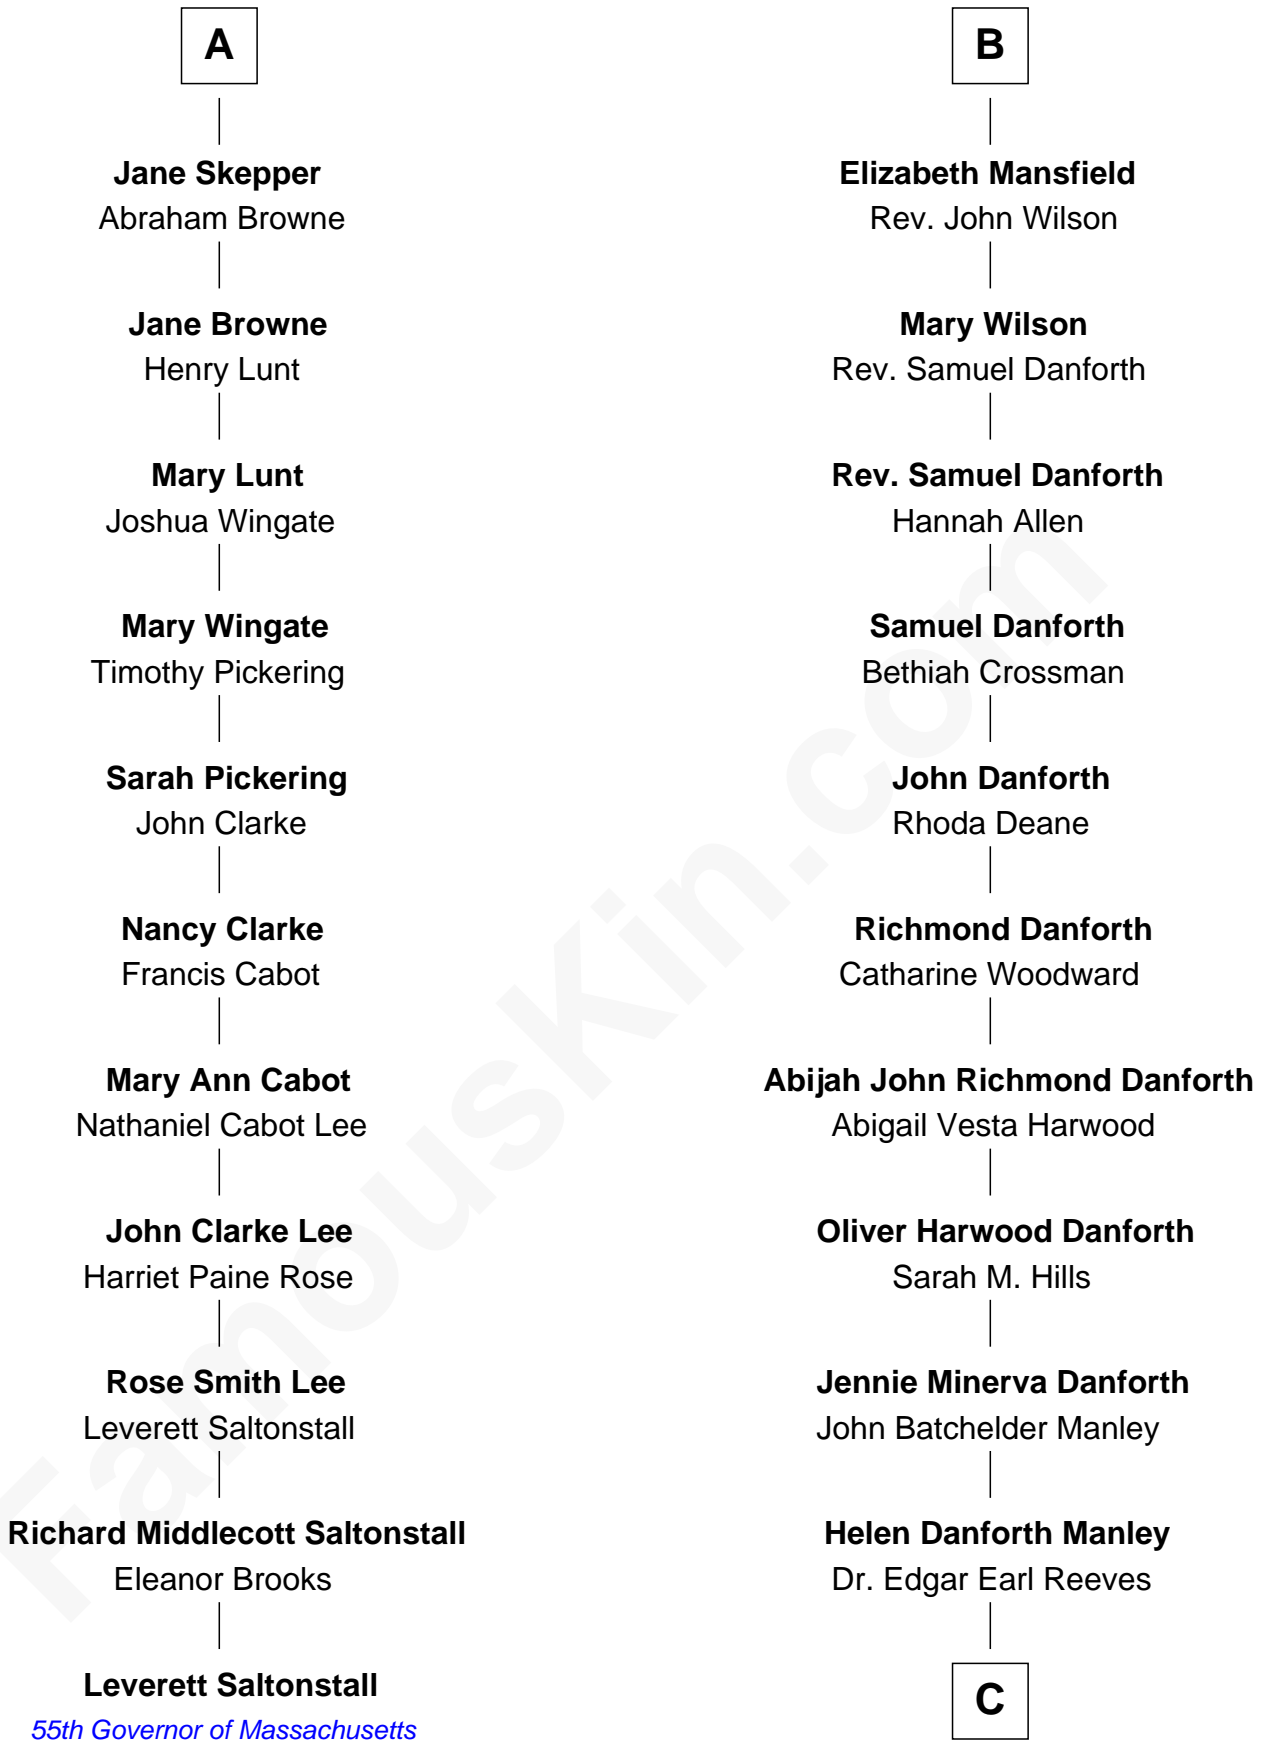 A
Jane Skepper
Abraham Browne
Jane Browne
Henry Lunt
Mary Lunt
Joshua Wingate
Mary Wingate
Timothy Pickering
Sarah Pickering
John Clarke
Nancy Clarke
Francis Cabot
Mary Ann Cabot
Nathaniel Cabot Lee
John Clarke Lee
Harriet Paine Rose
Rose Smith Lee
Leverett Saltonstall
Richard Middlecott Saltonstall
Eleanor Brooks
Leverett Saltonstall
55th Governor of Massachusetts
B
Elizabeth Mansfield
Rev. John Wilson
Mary Wilson
Rev. Samuel Danforth
Rev. Samuel Danforth
Hannah Allen
Samuel Danforth
Bethiah Crossman
John Danforth
Rhoda Deane
Richmond Danforth
Catharine Woodward
Abijah John Richmond Danforth
Abigail Vesta Harwood
Oliver Harwood Danforth
Sarah M. Hills
Jennie Minerva Danforth
John Batchelder Manley
Helen Danforth Manley
Dr. Edgar Earl Reeves
C
FamousKin.com